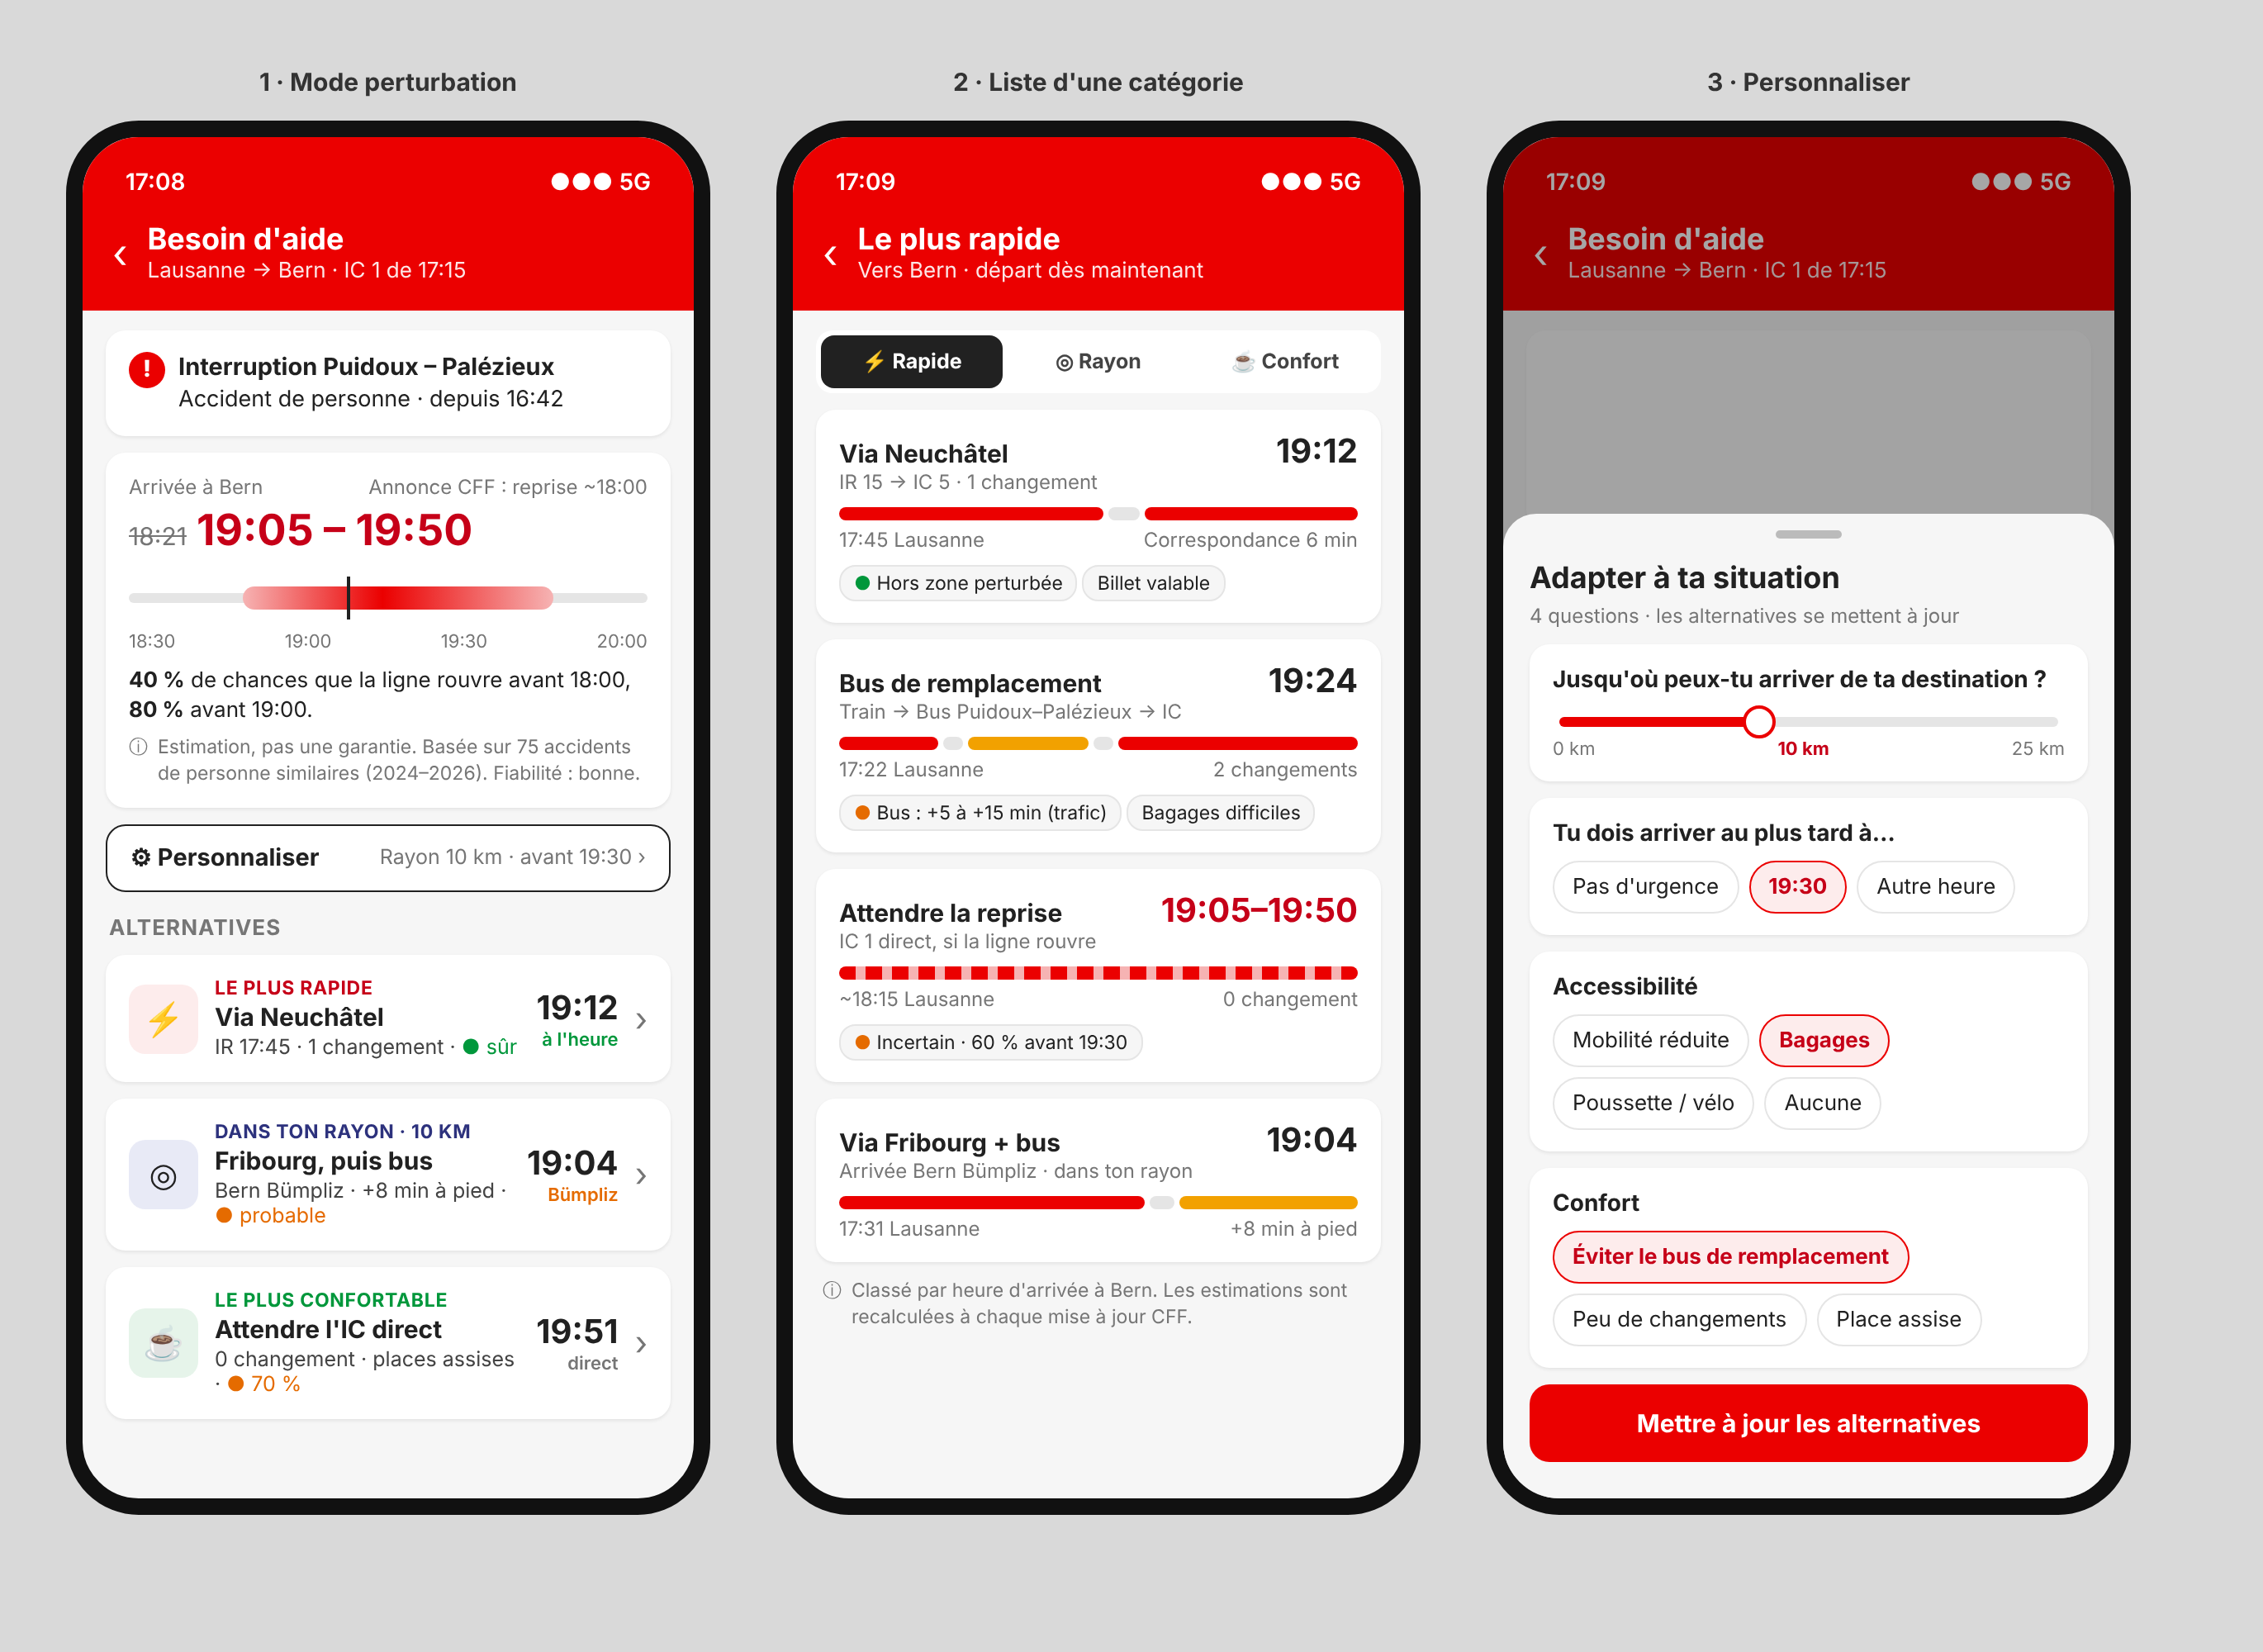 1 · Mode perturbation
17:08
5G
‹
Besoin d'aide
Lausanne → Bern · IC 1 de 17:15
!
Interruption Puidoux – Palézieux
Accident de personne · depuis 16:42
Arrivée à Bern
Annonce CFF : reprise ~18:00
18:21 19:05 – 19:50
18:30
19:00
19:30
20:00
40 % de chances que la ligne rouvre avant 18:00,
80 % avant 19:00.
ⓘ Estimation, pas une garantie. Basée sur 75 accidents
de personne similaires (2024–2026). Fiabilité : bonne.
⚙ Personnaliser
Rayon 10 km · avant 19:30 ›
ALTERNATIVES
⚡
LE PLUS RAPIDE
Via Neuchâtel
IR 17:45 · 1 changement · ● sûr
19:12
à l'heure
›
◎
DANS TON RAYON · 10 KM
Fribourg, puis bus
Bern Bümpliz · +8 min à pied ·
● probable
19:04
Bümpliz
›
☕
LE PLUS CONFORTABLE
Attendre l'IC direct
0 changement · places assises
· ● 70 %
19:51
direct
›
2 · Liste d'une catégorie
17:09
5G
‹
Le plus rapide
Vers Bern · départ dès maintenant
⚡ Rapide
◎ Rayon
☕ Confort
Via Neuchâtel
19:12
IR 15 → IC 5 · 1 changement
17:45 Lausanne
Correspondance 6 min
● Hors zone perturbée
Billet valable
Bus de remplacement
19:24
Train → Bus Puidoux–Palézieux → IC
17:22 Lausanne
2 changements
● Bus : +5 à +15 min (trafic)
Bagages difficiles
Attendre la reprise
19:05–19:50
IC 1 direct, si la ligne rouvre
~18:15 Lausanne
0 changement
● Incertain · 60 % avant 19:30
Via Fribourg + bus
19:04
Arrivée Bern Bümpliz · dans ton rayon
17:31 Lausanne
+8 min à pied
ⓘ Classé par heure d'arrivée à Bern. Les estimations sont
recalculées à chaque mise à jour CFF.
3 · Personnaliser
17:09
5G
‹
Besoin d'aide
Lausanne → Bern · IC 1 de 17:15
Adapter à ta situation
4 questions · les alternatives se mettent à jour
Jusqu'où peux-tu arriver de ta destination ?
0 km
10 km
25 km
Tu dois arriver au plus tard à…
Pas d'urgence
19:30
Autre heure
Accessibilité
Mobilité réduite
Bagages
Poussette / vélo
Aucune
Confort
Éviter le bus de remplacement
Peu de changements
Place assise
Mettre à jour les alternatives